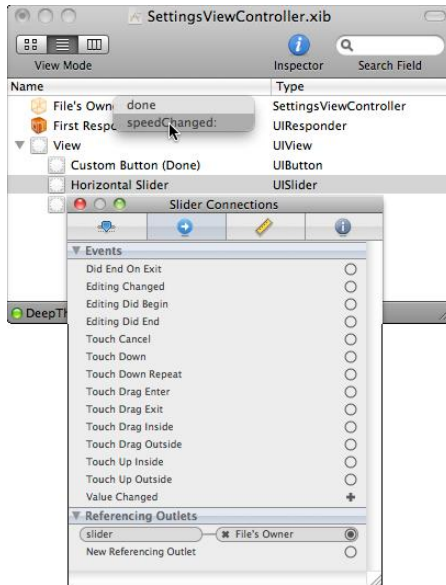 SettingsViewController.xib
View Mode
Inspector
Search Field
Name Type
File's Own SettingsViewController
done
speedChanged:
First Respo UIResponder
View UIView
Custom Button (Done) UIButton
Horizontal Slider UISlider
Slider Connections
Events
Did End On Exit
Editing Changed
Editing Did Begin
Editing Did End
DeepTh
Touch Cancel
Touch Down
Touch Down Repeat
Touch Drag Enter
Touch Drag Exit
Touch Drag Inside
Touch Drag Outside
Touch Up Inside
Touch Up Outside
Value Changed
Referencing Outlets
slider File's Owner
New Referencing Outlet